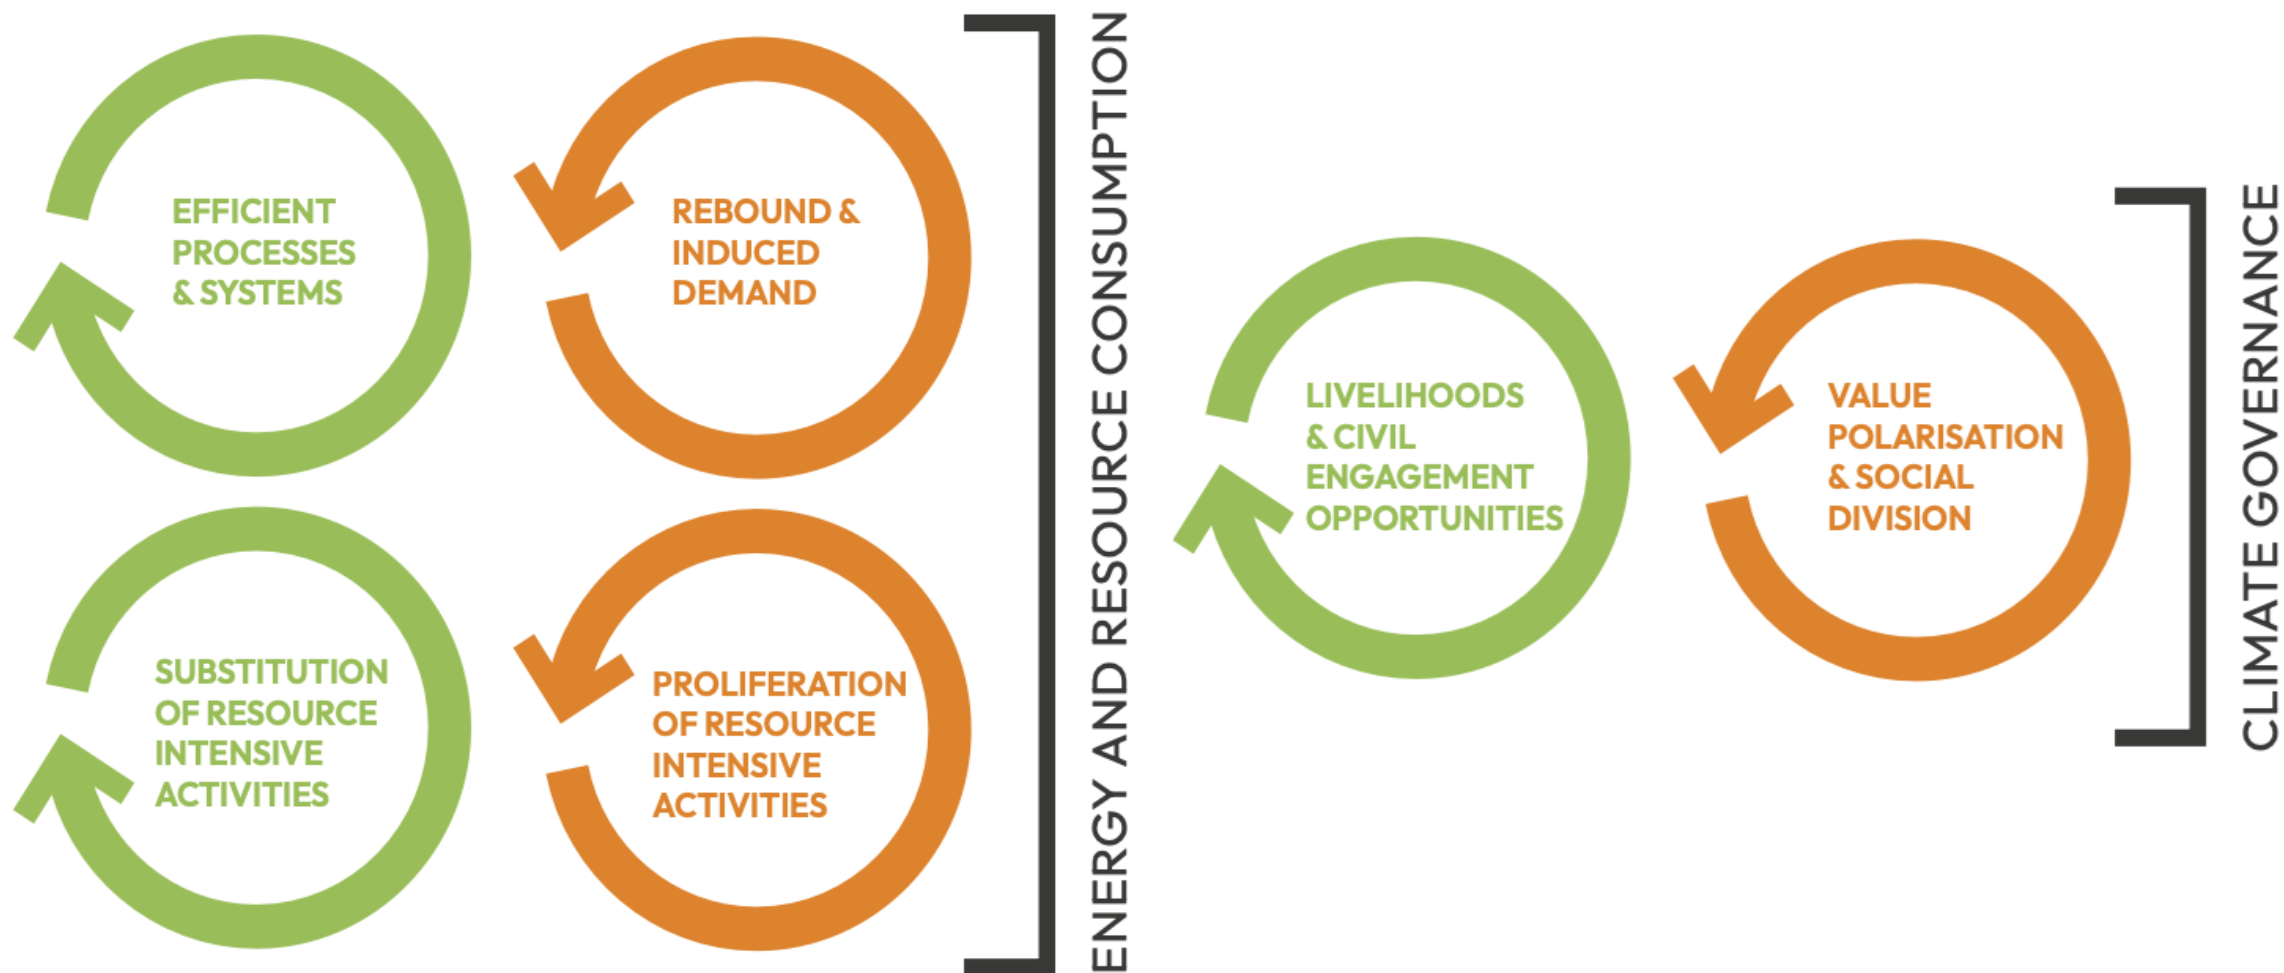 EFFICIENT
PROCESSES
& SYSTEMS
REBOUND &
INDUCED
DEMAND
SUBSTITUTION
OF RESOURCE
INTENSIVE
ACTIVITIES
PROLIFERATION
OF RESOURCE
INTENSIVE
ACTIVITIES
ENERGY AND RESOURCE CONSUMPTION
LIVELIHOODS
& CIVIL
ENGAGEMENT
OPPORTUNITIES
VALUE
POLARISATION
& SOCIAL
DIVISION
CLIMATE GOVERNANCE